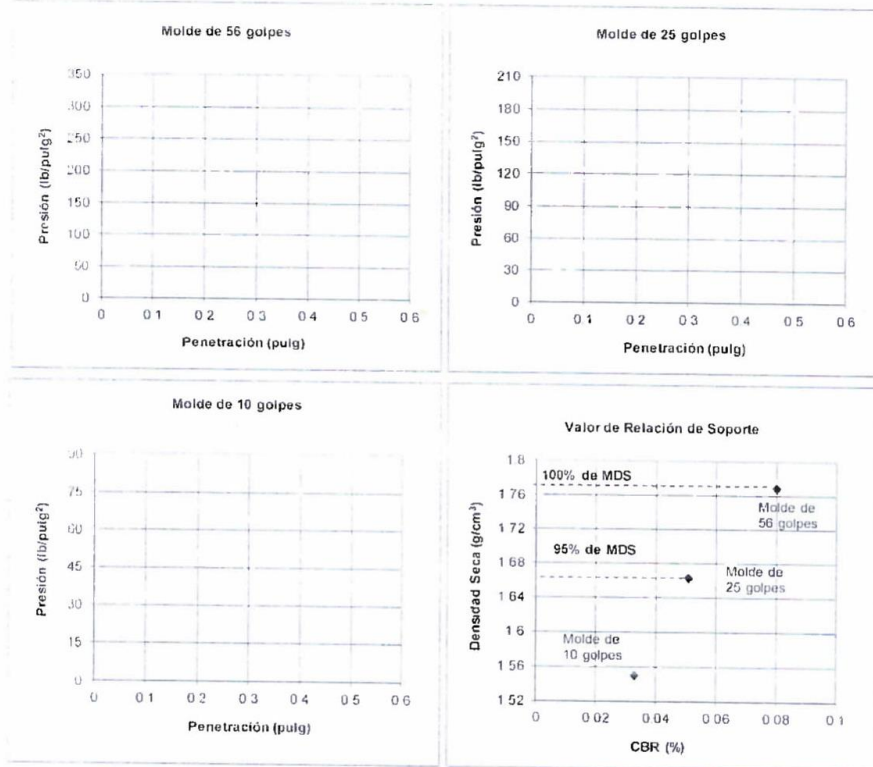 Molde de 56 golpes
350
300
250
200
150
100
50
0
Presión (lb/pulg²)
0 0 1 0 2 0 3 0 4 0 5 0 6
Penetración (pulg)
Molde de 25 golpes
210
180
150
120
90
60
30
0
Presión (lb/pulg²)
0 0 1 0 2 0 3 0 4 0 5 0 6
Penetración (pulg)
Molde de 10 golpes
90
75
60
45
30
15
0
Presión (lb/pulg²)
0 0 1 0 2 0 3 0 4 0 5 0 6
Penetración (pulg)
Valor de Relación de Soporte
1 8
1 76
1 72
1 68
1 64
1 6
1 56
1 52
Densidad Seca (g/cm³)
100% de MDS
Molde de
56 golpes
95% de MDS
Molde de
25 golpes
Molde de
10 golpes
0 0 02 0 04 0 06 0 08 0 1
CBR (%)